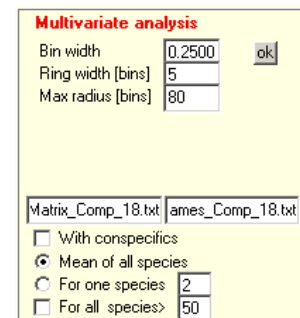 Multivariate analysis
Bin width 0.2500 ok
Ring width [bins] 5
Max radius [bins] 80
Matrix_Comp_18.txt ames_Comp_18.txt
With conspecifics
Mean of all species
For one species 2
For all species> 50